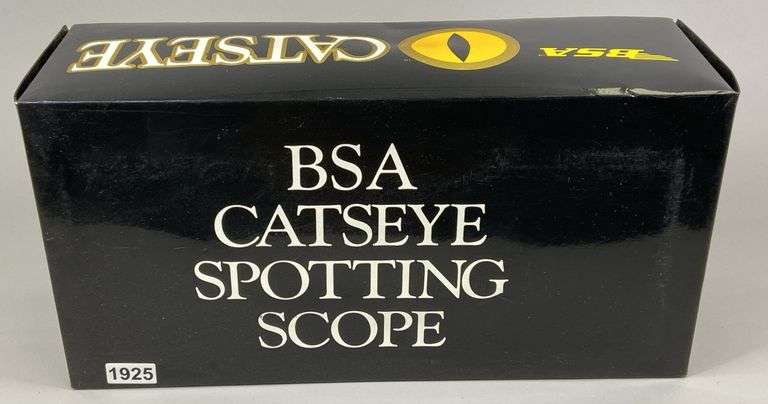 BSA
CATSEYE
BSA
CATSEYE
SPOTTING
SCOPE
1925